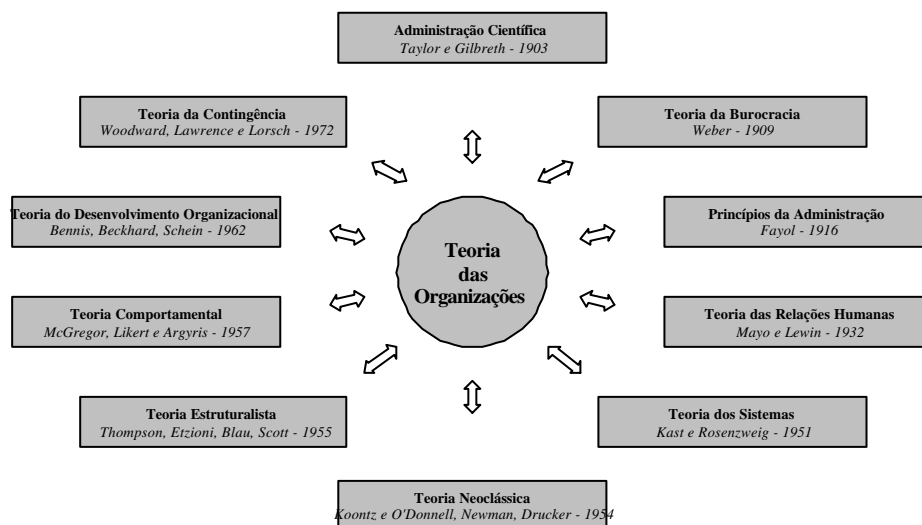 Administração Científica
Taylor e Gilbreth - 1903
Teoria da Contingência
Woodward, Lawrence e Lorsch - 1972
Teoria da Burocracia
Weber - 1909
Teoria do Desenvolvimento Organizacional
Bennis, Beckhard, Schein - 1962
Princípios da Administração
Fayol - 1916
Teoria
das
Organizações
Teoria Comportamental
McGregor, Likert e Argyris - 1957
Teoria das Relações Humanas
Mayo e Lewin - 1932
Teoria Estruturalista
Thompson, Etzioni, Blau, Scott - 1955
Teoria dos Sistemas
Kast e Rosenzweig - 1951
Teoria Neoclássica
Koontz e O'Donnell, Newman, Drucker - 1954